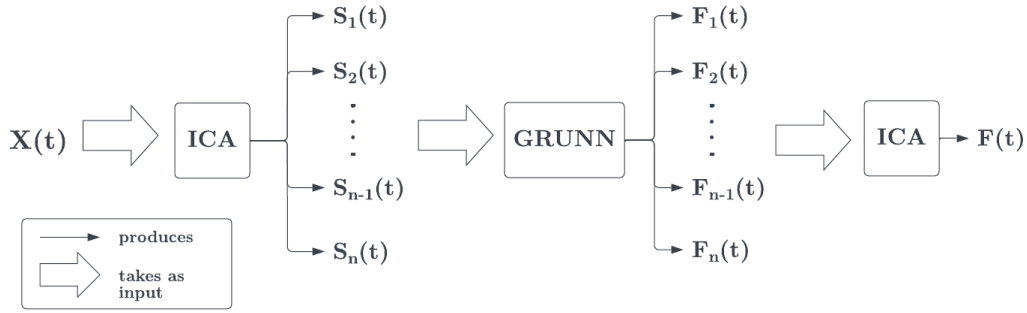 X(t)
ICA
S1(t)
S2(t)
Sn-1(t)
Sn(t)
GRUNN
F1(t)
F2(t)
Fn-1(t)
Fn(t)
ICA
F(t)
produces
takes as
input